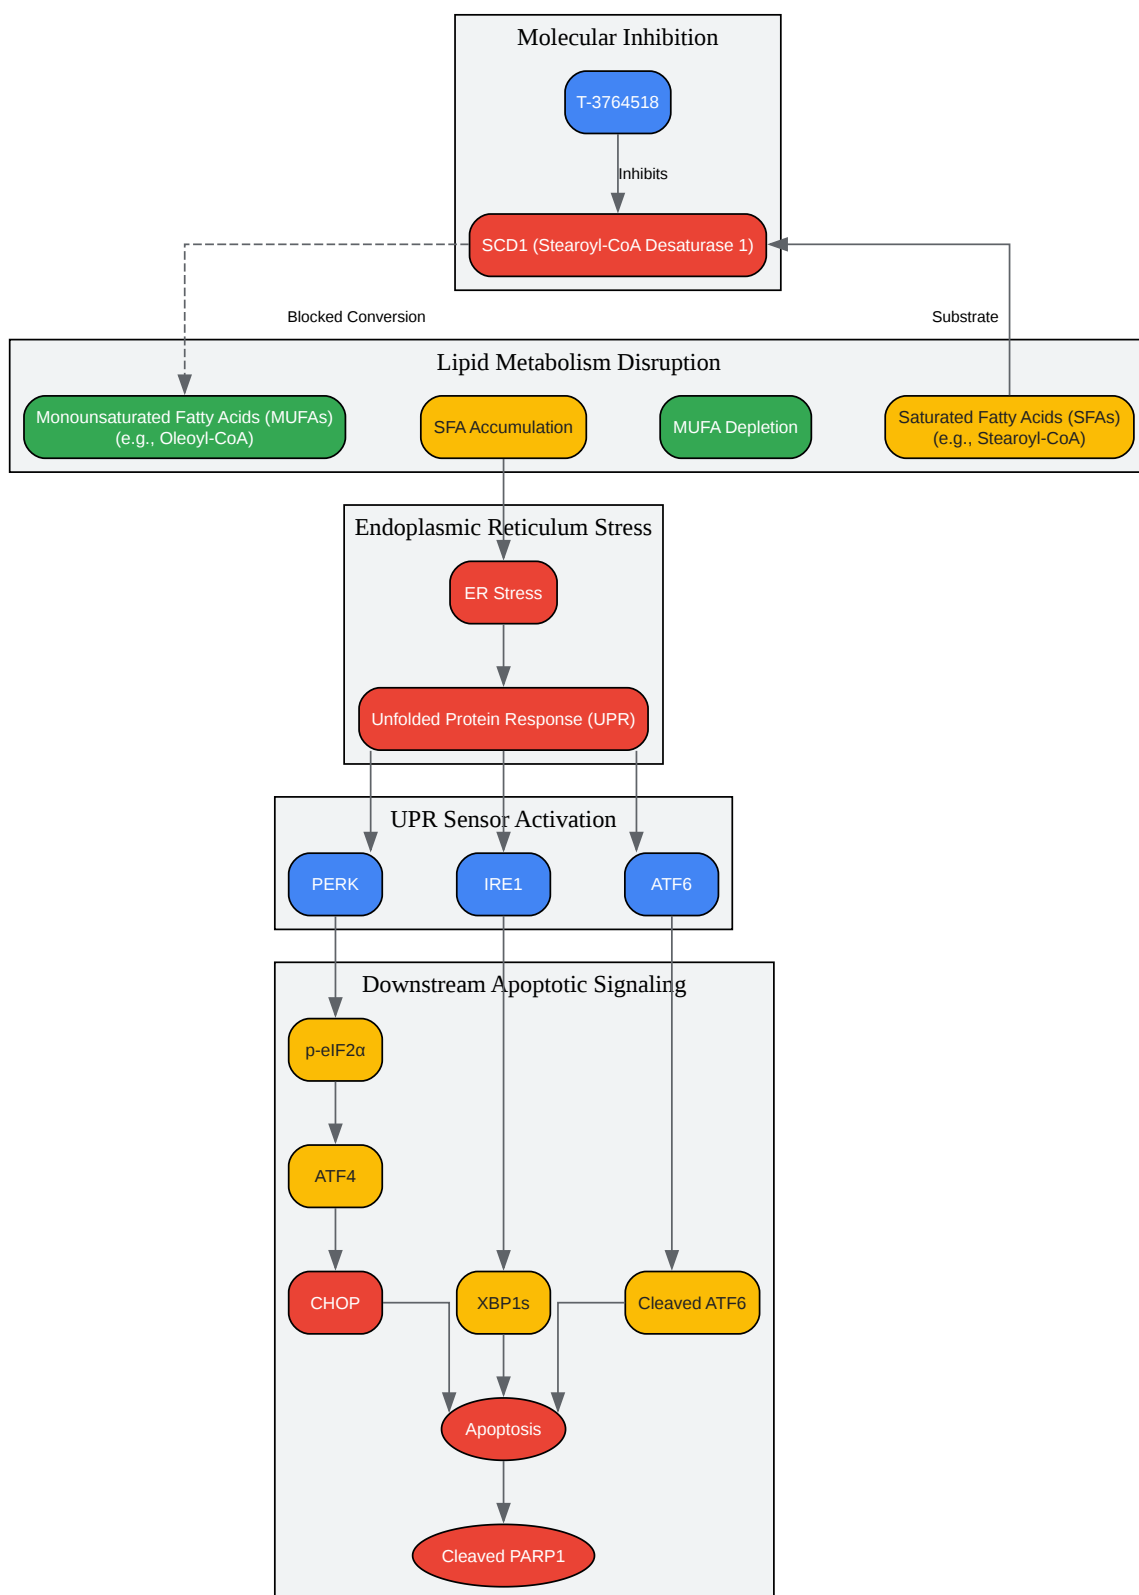 Molecular Inhibition
T-3764518
Inhibits
SCD1 (Stearoyl-CoA Desaturase 1)
Blocked Conversion
Substrate
Lipid Metabolism Disruption
Monounsaturated Fatty Acids (MUFAs)
(e.g., Oleoyl-CoA)
SFA Accumulation
MUFA Depletion
Saturated Fatty Acids (SFAs)
(e.g., Stearoyl-CoA)
Endoplasmic Reticulum Stress
ER Stress
Unfolded Protein Response (UPR)
UPR Sensor Activation
PERK
IRE1
ATF6
Downstream Apoptotic Signaling
p-eIF2α
ATF4
CHOP
XBP1s
Cleaved ATF6
Apoptosis
Cleaved PARP1